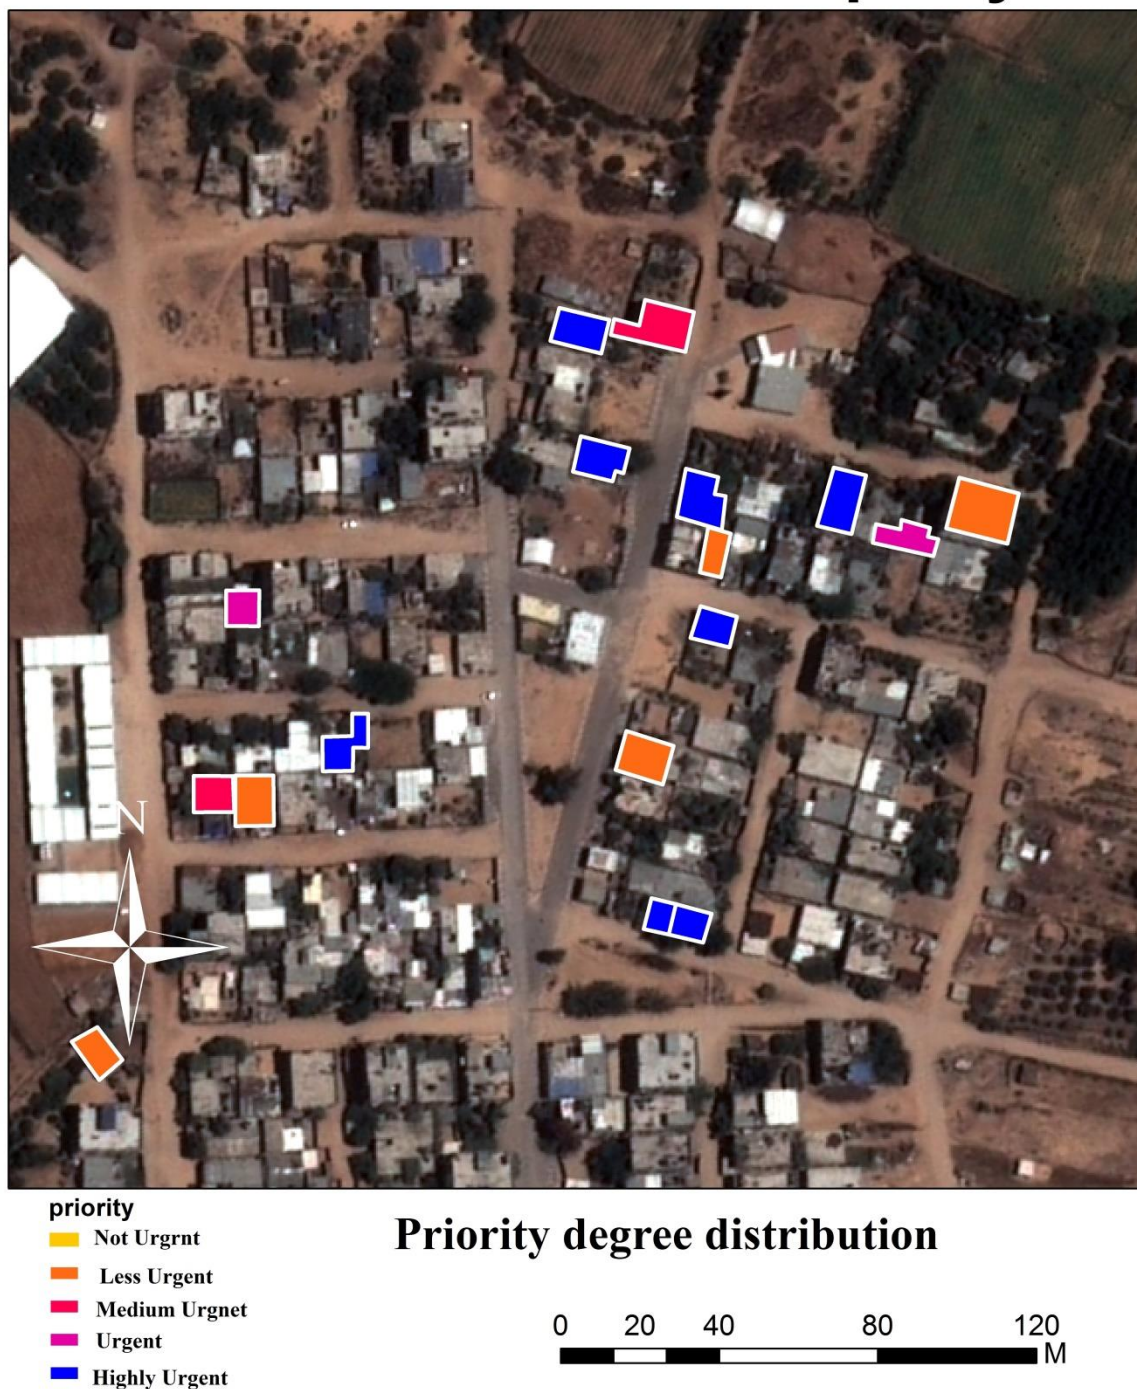 N
priority
Not Urgrnt
Less Urgent
Medium Urgnet
Urgent
Highly Urgent
Priority degree distribution
0 20 40 80 120
M